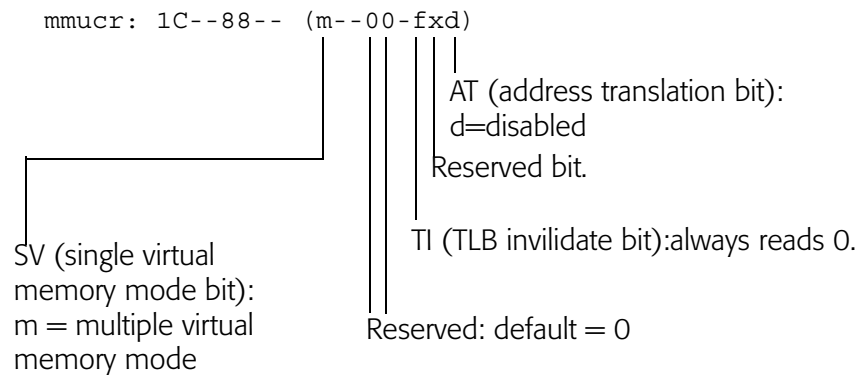 mmucr: 1C--88-- (m--00-fxd)
AT (address translation bit):
d=disabled
Reserved bit.
TI (TLB invilidate bit):always reads 0.
SV (single virtual
memory mode bit):
m = multiple virtual
memory mode
Reserved: default = 0